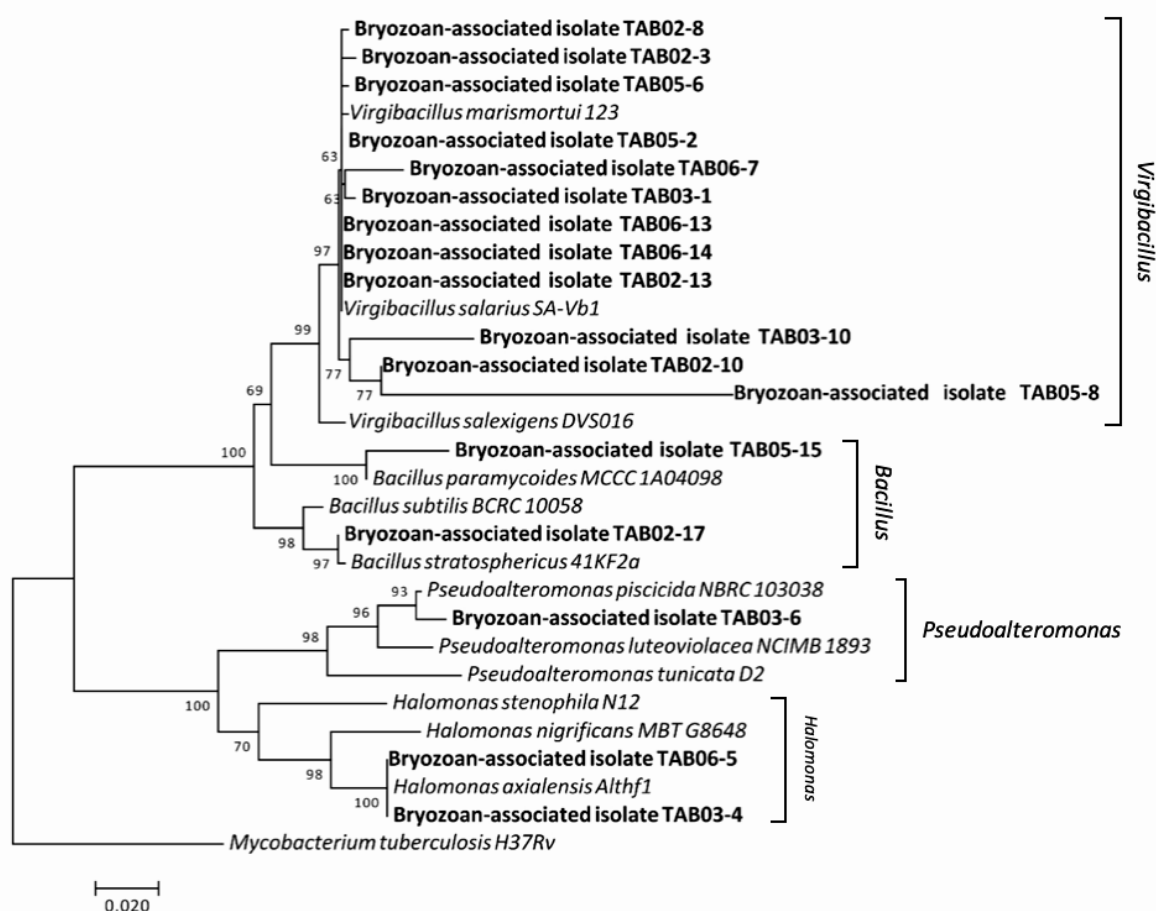 Bryozoan-associated isolate TAB02-8
Bryozoan-associated isolate TAB02-3
Bryozoan-associated isolate TAB05-6
Virgibacillus marismortui 123
Bryozoan-associated isolate TAB05-2
63
Bryozoan-associated isolate TAB06-7
63
Bryozoan-associated isolate TAB03-1
Bryozoan-associated isolate TAB06-13
97
Bryozoan-associated isolate TAB06-14
Bryozoan-associated isolate TAB02-13
Virgibacillus salarius SA-Vb1
Virgibacillus
99
Bryozoan-associated isolate TAB03-10
77
Bryozoan-associated isolate TAB02-10
77
Bryozoan-associated isolate TAB05-8
69
Virgibacillus salexigens DVS016
100
Bryozoan-associated isolate TAB05-15
100
Bacillus paramycoides MCCC 1A04098
Bacillus subtilis BCRC 10058
Bacillus
98
Bryozoan-associated isolate TAB02-17
97
Bacillus stratosphericus 41KF2a
93
Pseudoalteromonas piscicida NBRC 103038
96
Bryozoan-associated isolate TAB03-6
Pseudoalteromonas
98
Pseudoalteromonas luteoviolacea NCIMB 1893
Pseudoalteromonas tunicata D2
100
Halomonas stenophila N12
70
Halomonas nigrificans MBT G8648
98
Bryozoan-associated isolate TAB06-5
Halomonas
Halomonas axialensis Althf1
100
Bryozoan-associated isolate TAB03-4
Mycobacterium tuberculosis H37Rv
0.020